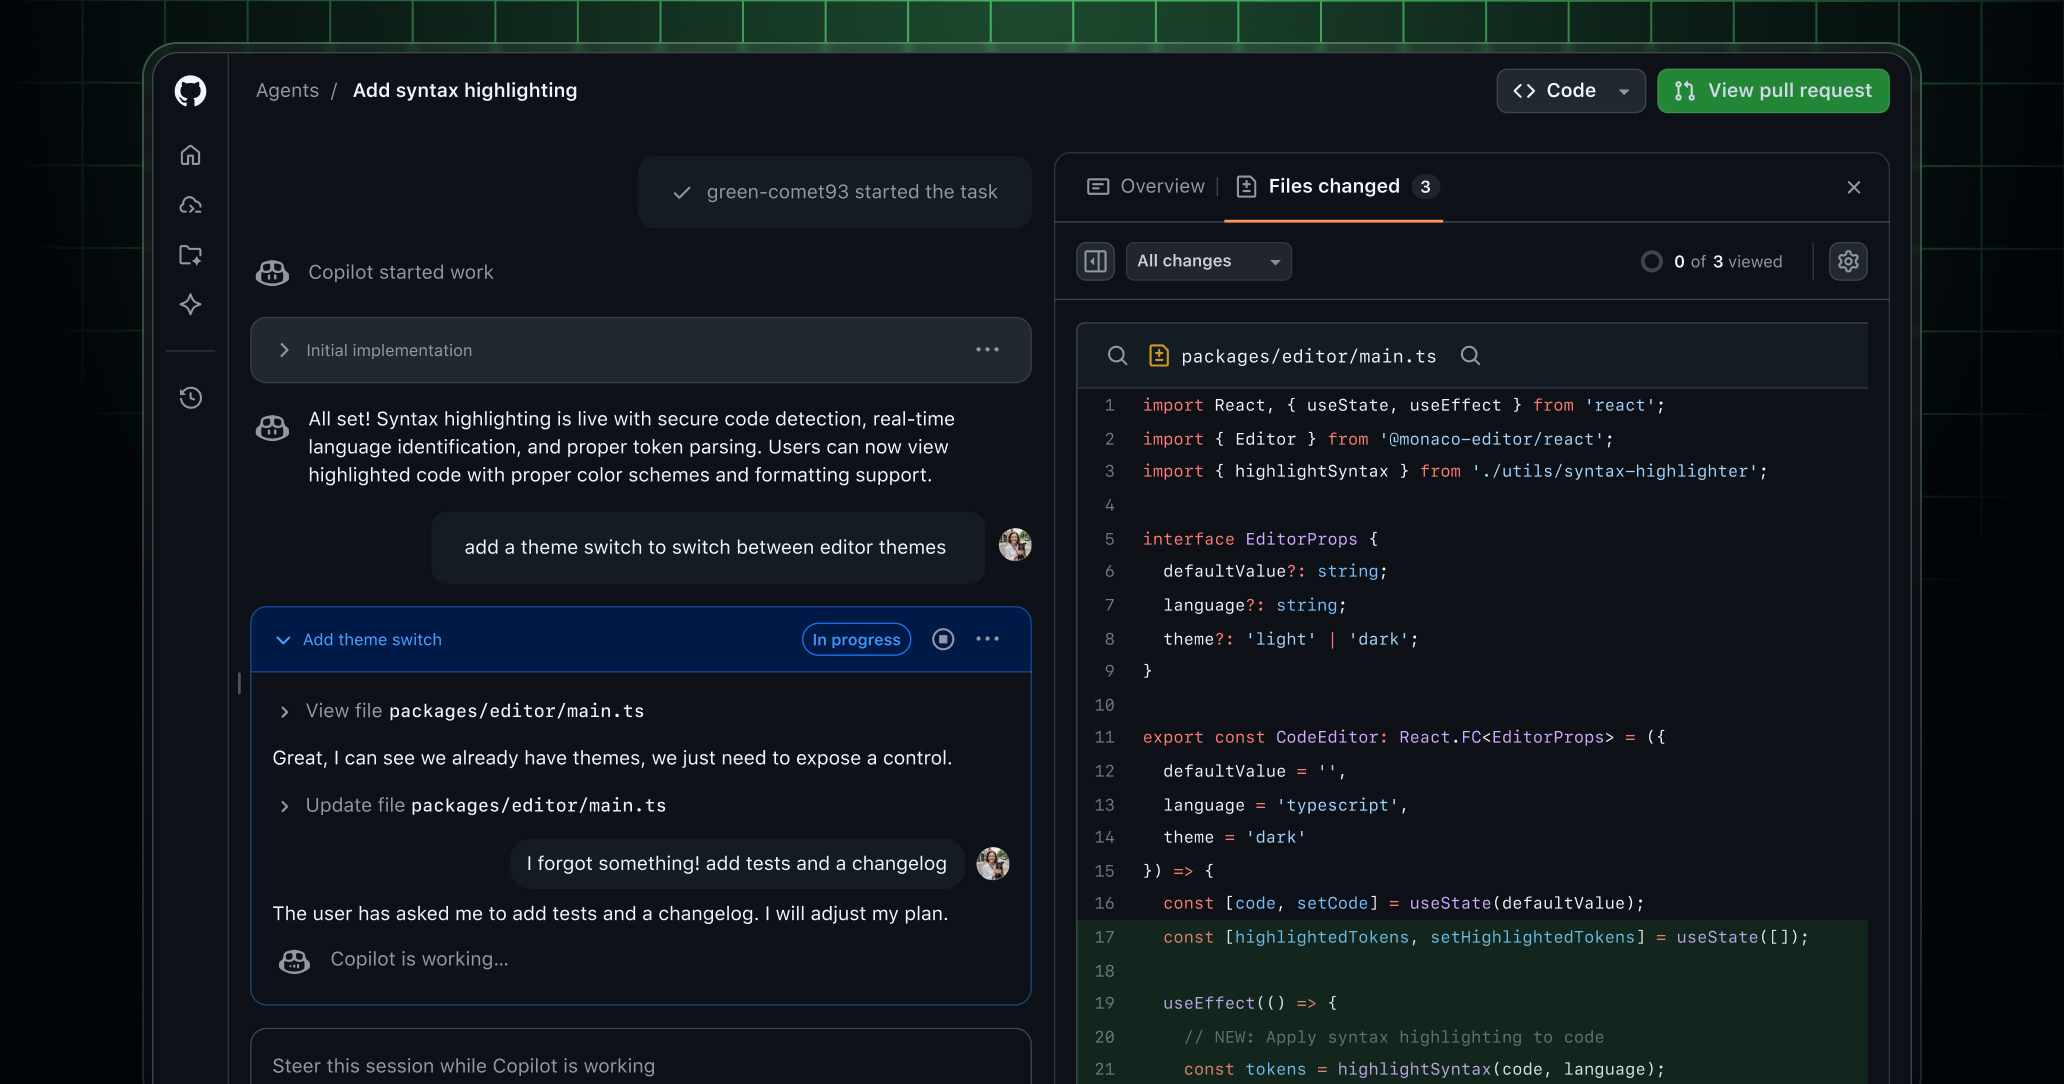 Agents / Add syntax highlighting
Code
View pull request
green-comet93 started the task
Copilot started work
Initial implementation
All set! Syntax highlighting is live with secure code detection, real-time
language identification, and proper token parsing. Users can now view
highlighted code with proper color schemes and formatting support.
add a theme switch to switch between editor themes
Add theme switch
In progress
View file packages/editor/main.ts
Great, I can see we already have themes, we just need to expose a control.
Update file packages/editor/main.ts
I forgot something! add tests and a changelog
The user has asked me to add tests and a changelog. I will adjust my plan.
Copilot is working...
Steer this session while Copilot is working
Overview
Files changed 3
All changes
0 of 3 viewed
packages/editor/main.ts
1 import React, { useState, useEffect } from 'react';
2 import { Editor } from '@monaco-editor/react';
3 import { highlightSyntax } from './utils/syntax-highlighter';
4
5 interface EditorProps {
6 defaultValue?: string;
7 language?: string;
8 theme?: 'light' | 'dark';
9 }
10
11 export const CodeEditor: React.FC<EditorProps> = ({
12 defaultValue = '',
13 language = 'typescript',
14 theme = 'dark'
15 }) => {
16 const [code, setCode] = useState(defaultValue);
17 const [highlightedTokens, setHighlightedTokens] = useState([]);
18
19 useEffect(() => {
20 // NEW: Apply syntax highlighting to code
21 const tokens = highlightSyntax(code, language);